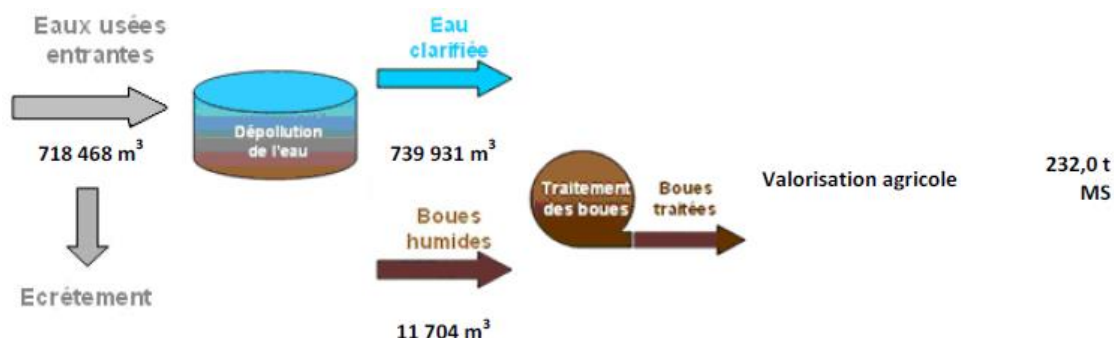 Eaux usées
entrantes
718 468 m³
Ecrétement
Dépollution
de l'eau
Eau
clarifiée
739 931 m³
Boues
humides
11 704 m³
Traitement
des boues
Boues
traitées
Valorisation agricole
232,0 t
MS